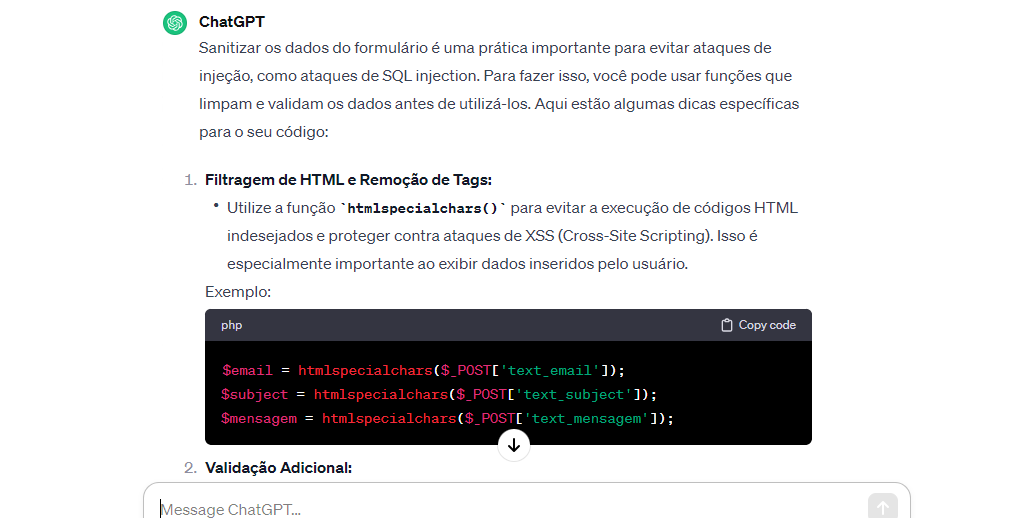 ChatGPT
Sanitizar os dados do formulário é uma prática importante para evitar ataques de
injeção, como ataques de SQL injection. Para fazer isso, você pode usar funções que
limpam e validam os dados antes de utilizá-los. Aqui estão algumas dicas específicas
para o seu código:
1. Filtragem de HTML e Remoção de Tags:
• Utilize a função `htmlspecialchars()` para evitar a execução de códigos HTML
indesejados e proteger contra ataques de XSS (Cross-Site Scripting). Isso é
especialmente importante ao exibir dados inseridos pelo usuário.
Exemplo:
php Copy code
$email = htmlspecialchars($_POST['text_email']);
$subject = htmlspecialchars($_POST['text_subject']);
$mensagem = htmlspecialchars($_POST['text_mensagem']);
2. Validação Adicional:
Message ChatGPT...